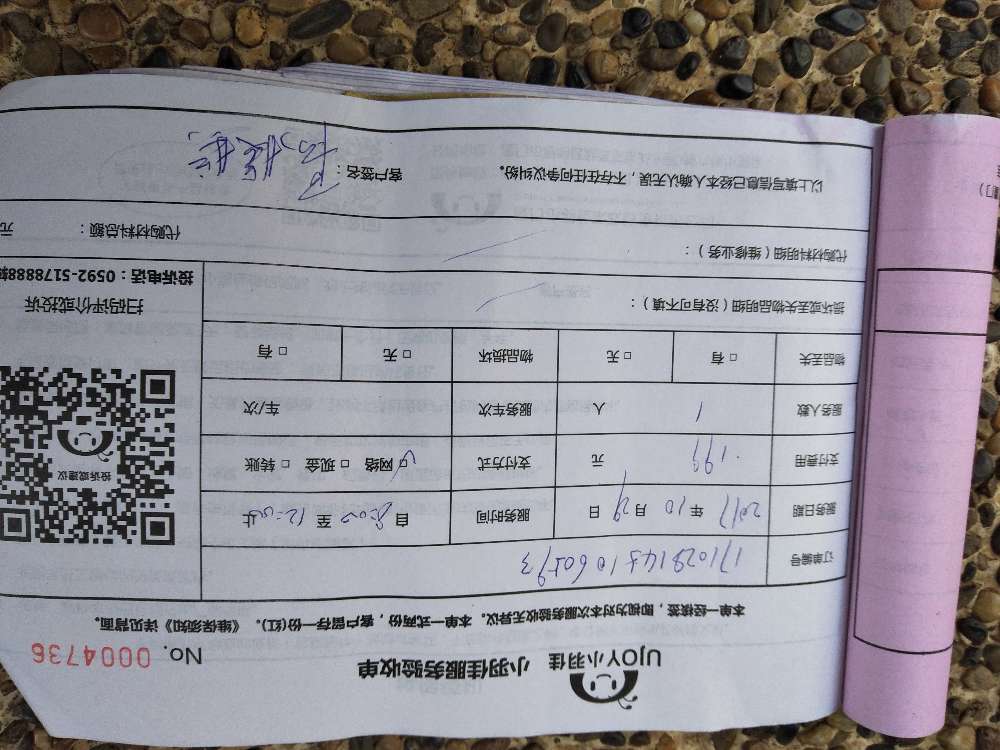 UJOY小羽佳 小羽佳服务验收单
No. 0004736
本单一经核签，即视为对本次服务验收无异议。本单一式两份，客户留存一份(红)。《维保须知》详见背面。
订单编号
服务日期 2017 年 10 月 29 日 服务时间 自 8:00 至 12:00 止
支付费用 199 元 支付方式 □网络 □现金 □转账
服务人数 1 人 服务车次 车/次
物品丢失 □有 □无 物品损坏 □无 □有
投诉或建议
扫码评价或投诉
投诉电话：0592-5178888转
损坏或丢失物品明细（没有可不填）：
代购材料明细（维修业务）：
代购材料总额： 元
以上填写信息已经本人确认无误，不存在任何争议纠纷。 客户签名：